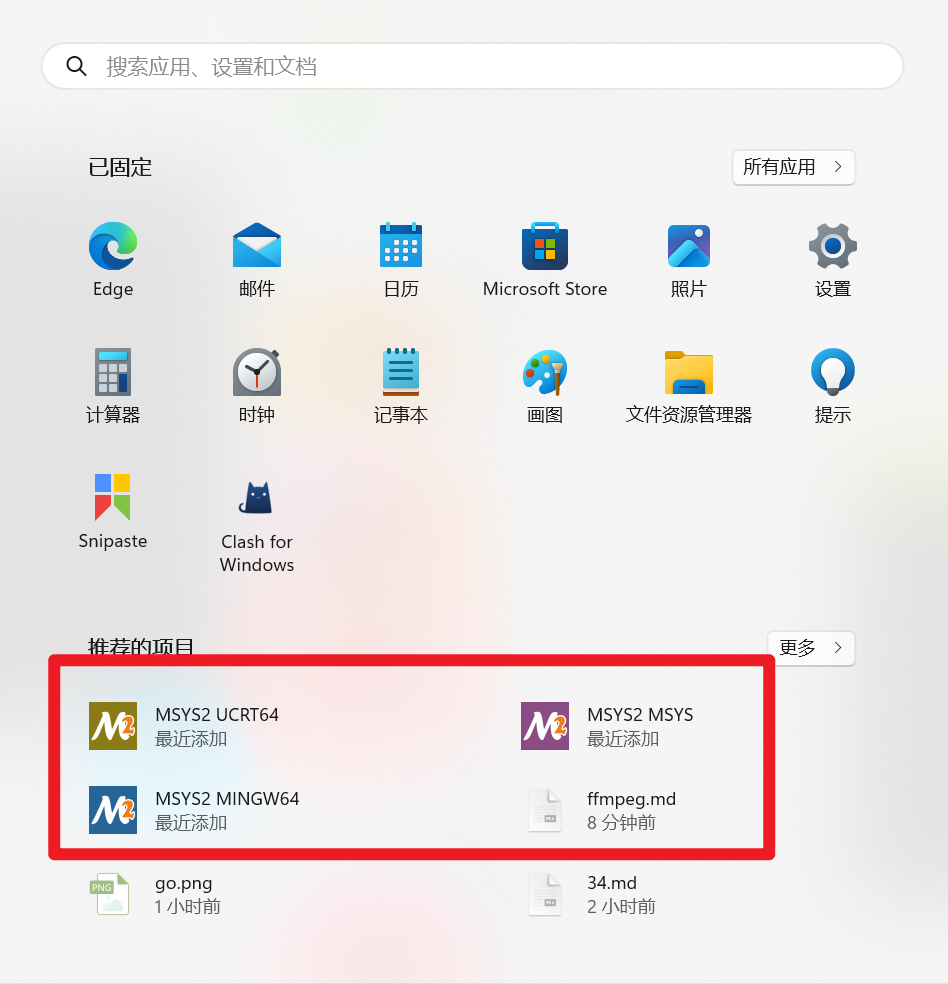 搜索应用、设置和文档
已固定
所有应用
Edge
邮件
日历
Microsoft Store
照片
设置
计算器
时钟
记事本
画图
文件资源管理器
提示
Snipaste
Clash for
Windows
推荐的项目
更多
MSYS2 UCRT64
最近添加
MSYS2 MSYS
最近添加
MSYS2 MINGW64
最近添加
ffmpeg.md
8 分钟前
PNG
go.png
1 小时前
34.md
2 小时前